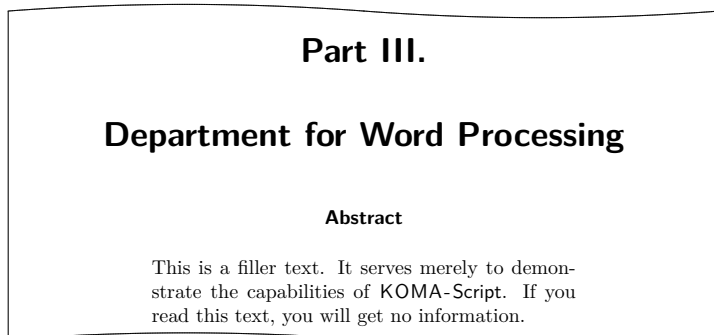 Part III.
Department for Word Processing
Abstract
This is a filler text. It serves merely to demon-
strate the capabilities of KOMA-Script. If you
read this text, you will get no information.